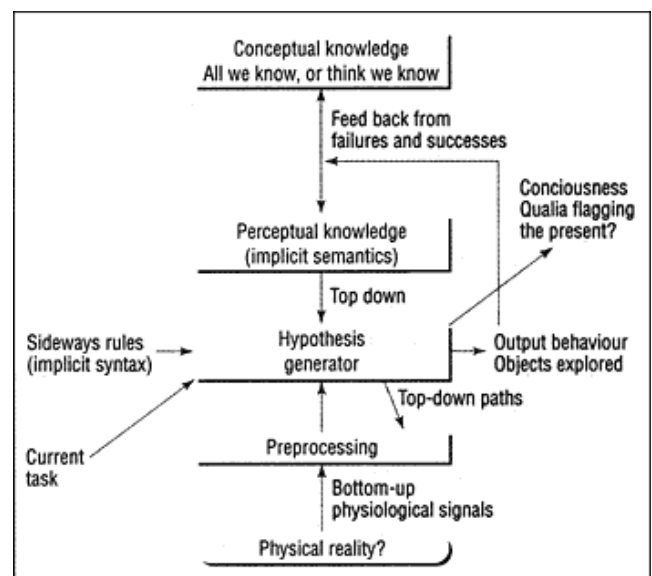 Conceptual knowledge
All we know, or think we know
Feed back from
failures and successes
Conciousness
Qualia flagging
the present?
Perceptual knowledge
(implicit semantics)
Top down
Sideways rules
(implicit syntax)
Hypothesis
generator
Output behaviour
Objects explored
Top-down paths
Current
task
Preprocessing
Bottom-up
physiological signals
Physical reality?